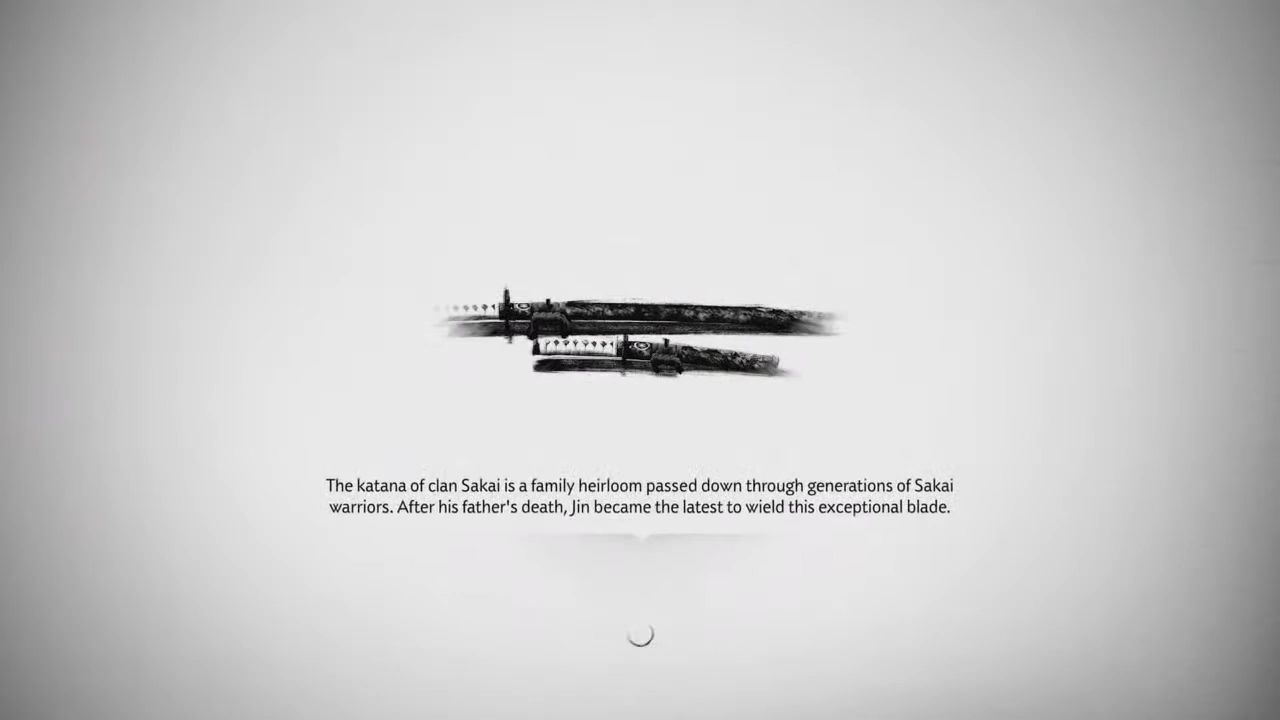 The katana of clan Sakai is a family heirloom passed down through generations of Sakai
warriors. After his father's death, Jin became the latest to wield this exceptional blade.